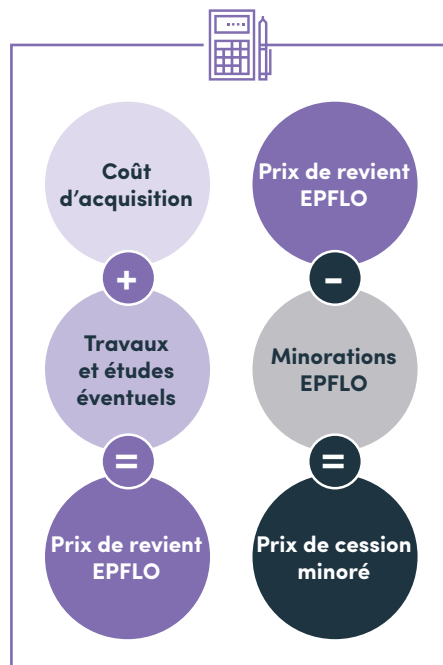 Coût
d'acquisition
+
Travaux
et études
éventuels
=
Prix de revient
EPFLO
Prix de revient
EPFLO
-
Minorations
EPFLO
=
Prix de cession
minoré